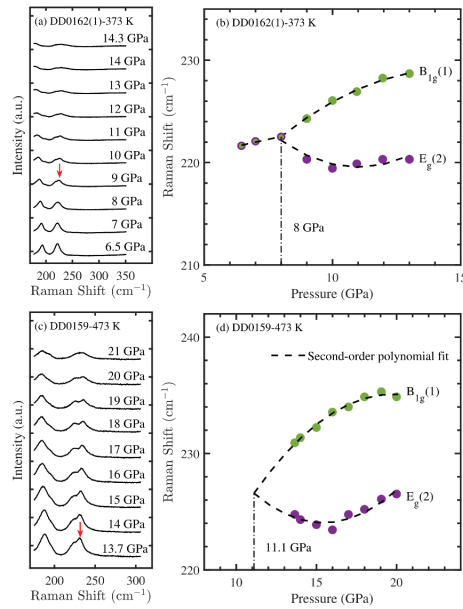 (a) DD0162(1)-373 K
14.3 GPa
14 GPa
13 GPa
12 GPa
11 GPa
10 GPa
9 GPa
8 GPa
7 GPa
6.5 GPa
Intensity (a.u.)
200 250 300 350
Raman Shift (cm⁻¹)
(b) DD0162(1)-373 K
240
230
220
210
Raman Shift (cm⁻¹)
B₁g(1)
Eg(2)
8 GPa
5 10 15
Pressure (GPa)
(c) DD0159-473 K
21 GPa
20 GPa
19 GPa
18 GPa
17 GPa
16 GPa
15 GPa
14 GPa
13.7 GPa
Intensity (a.u.)
200 250 300
Raman Shift (cm⁻¹)
(d) DD0159-473 K
Second-order polynomial fit
240
230
220
Raman Shift (cm⁻¹)
B₁g(1)
Eg(2)
11.1 GPa
10 15 20
Pressure (GPa)